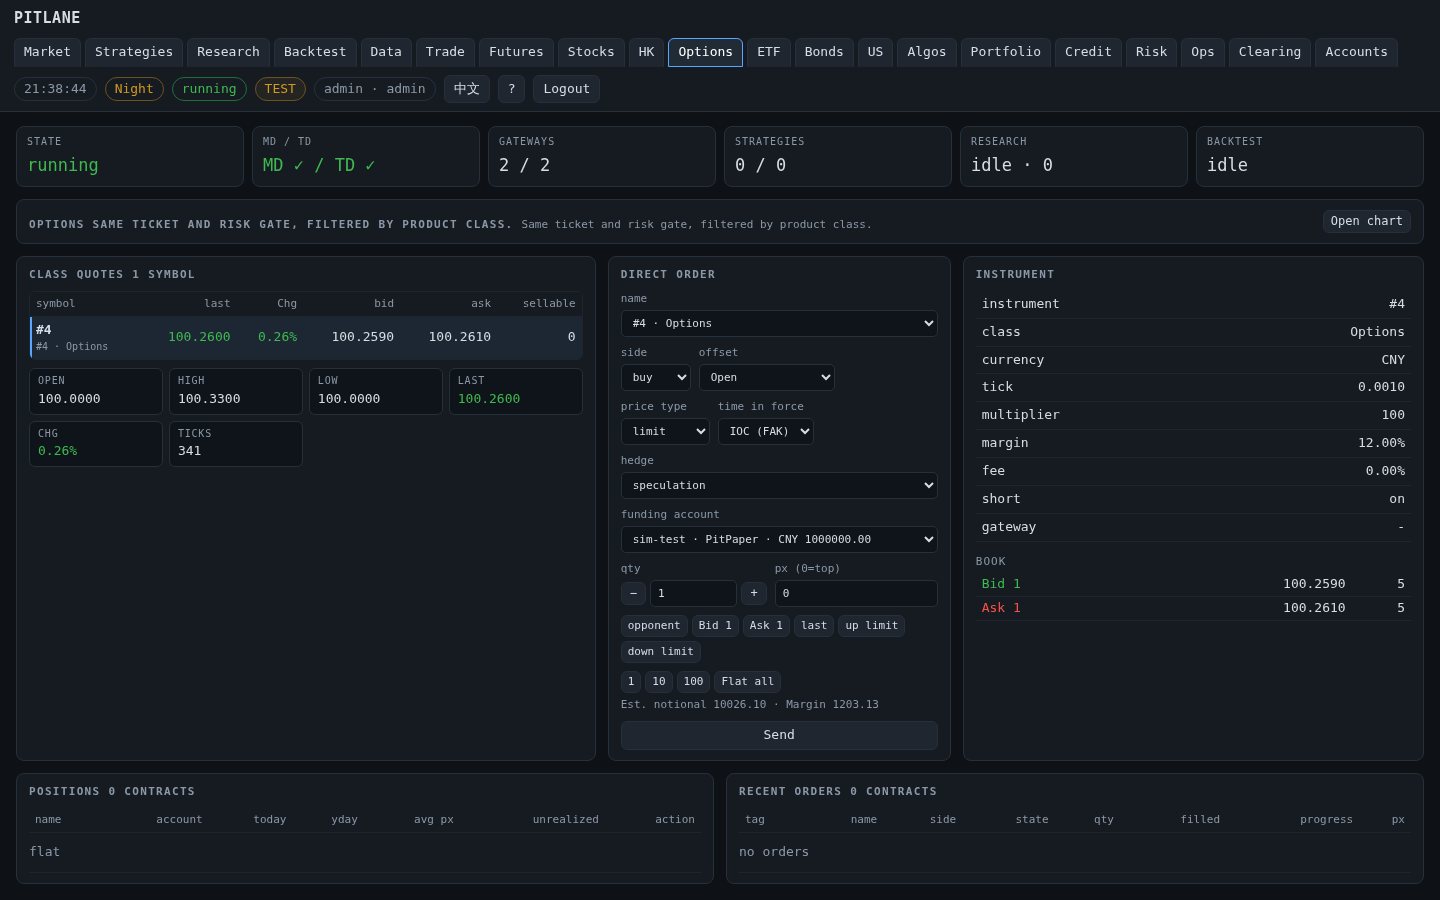 PITLANE
Market Strategies Research Backtest Data Trade Futures Stocks HK Options ETF Bonds US Algos Portfolio Credit Risk Ops Clearing Accounts
21:38:44 Night running TEST admin · admin 中文 ? Logout
STATE MD / TD GATEWAYS STRATEGIES RESEARCH BACKTEST
running MD ✓ / TD ✓ 2 / 2 0 / 0 idle · 0 idle
OPTIONS SAME TICKET AND RISK GATE, FILTERED BY PRODUCT CLASS. Same ticket and risk gate, filtered by product class. Open chart
CLASS QUOTES 1 SYMBOL
symbol last Chg bid ask sellable
#4 100.2600 0.26% 100.2590 100.2610 0
#4 · Options
OPEN HIGH LOW LAST
100.0000 100.3300 100.0000 100.2600
CHG TICKS
0.26% 341
DIRECT ORDER
name
#4 · Options
side offset
buy Open
price type time in force
limit IOC (FAK)
hedge
speculation
funding account
sim-test · PitPaper · CNY 1000000.00
qty px (0=top)
− 1 + 0
opponent Bid 1 Ask 1 last up limit
down limit
1 10 100 Flat all
Est. notional 10026.10 · Margin 1203.13
Send
INSTRUMENT
instrument #4
class Options
currency CNY
tick 0.0010
multiplier 100
margin 12.00%
fee 0.00%
short on
gateway -
BOOK
Bid 1 100.2590 5
Ask 1 100.2610 5
POSITIONS 0 CONTRACTS
name account today yday avg px unrealized action
flat
RECENT ORDERS 0 CONTRACTS
tag name side state qty filled progress px
no orders